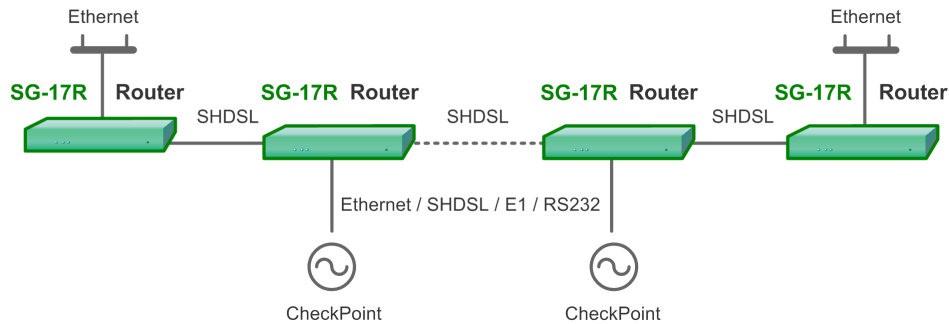 Ethernet
Ethernet
SG-17R Router
SG-17R Router
SG-17R Router
SG-17R Router
SHDSL
SHDSL
SHDSL
Ethernet / SHDSL / E1 / RS232
CheckPoint
CheckPoint